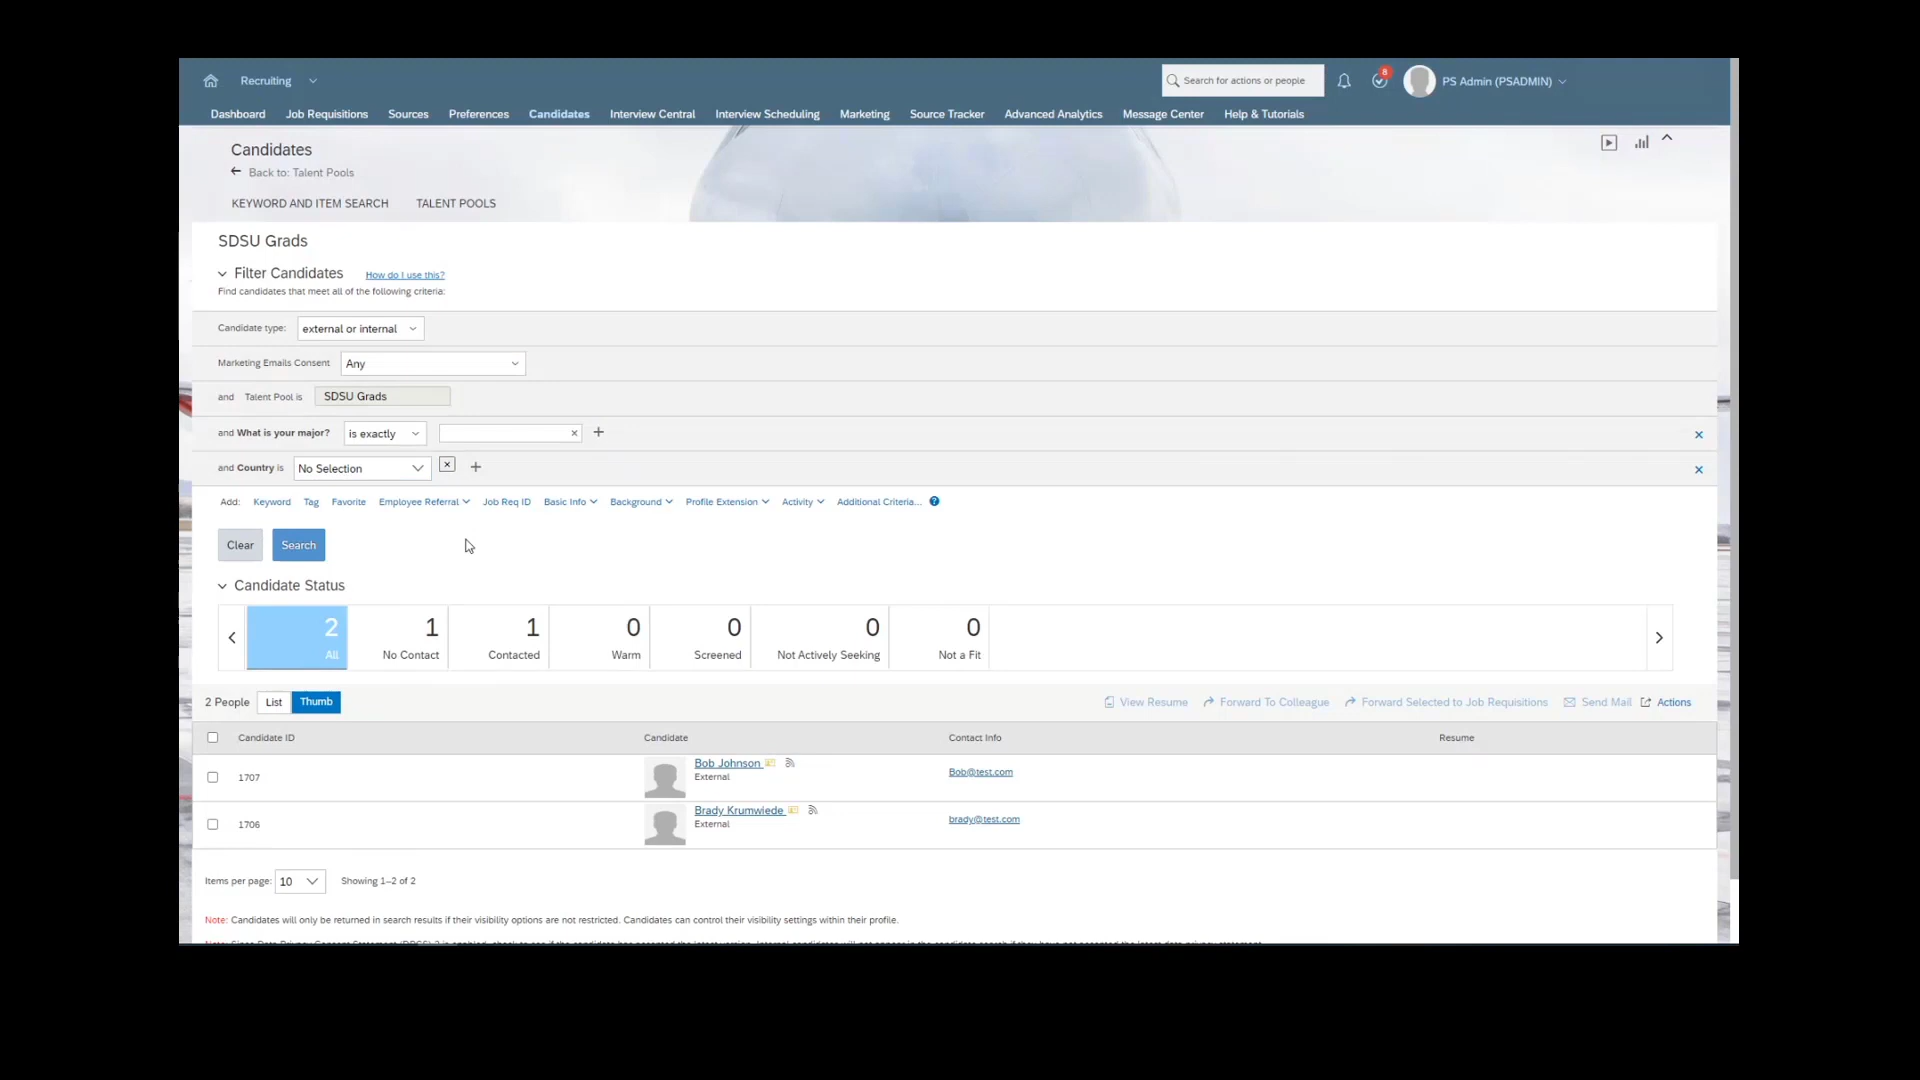 Recruiting
Search for actions or people
8
PS Admin (PSADMIN)
Dashboard Job Requisitions Sources Preferences Candidates Interview Central Interview Scheduling Marketing Source Tracker Advanced Analytics Message Center Help & Tutorials
Candidates
Back to: Talent Pools
KEYWORD AND ITEM SEARCH TALENT POOLS
SDSU Grads
Filter Candidates How do I use this?
Find candidates that meet all of the following criteria:
Candidate type: external or internal
Marketing Emails Consent Any
and Talent Pool is SDSU Grads
and What is your major? is exactly
and Country is No Selection
Add: Keyword Tag Favorite Employee Referral Job Req ID Basic Info Background Profile Extension Activity Additional Criteria...
Clear Search
Candidate Status
2 1 1 0 0 0 0
All No Contact Contacted Warm Screened Not Actively Seeking Not a Fit
2 People List Thumb View Resume Forward To Colleague Forward Selected to Job Requisitions Send Mail Actions
Candidate ID Candidate Contact Info Resume
1707 Bob Johnson Bob@test.com
External
1706 Brady Krumwiede brady@test.com
External
Items per page: 10 Showing 1–2 of 2
Note: Candidates will only be returned in search results if their visibility options are not restricted. Candidates can control their visibility settings within their profile.